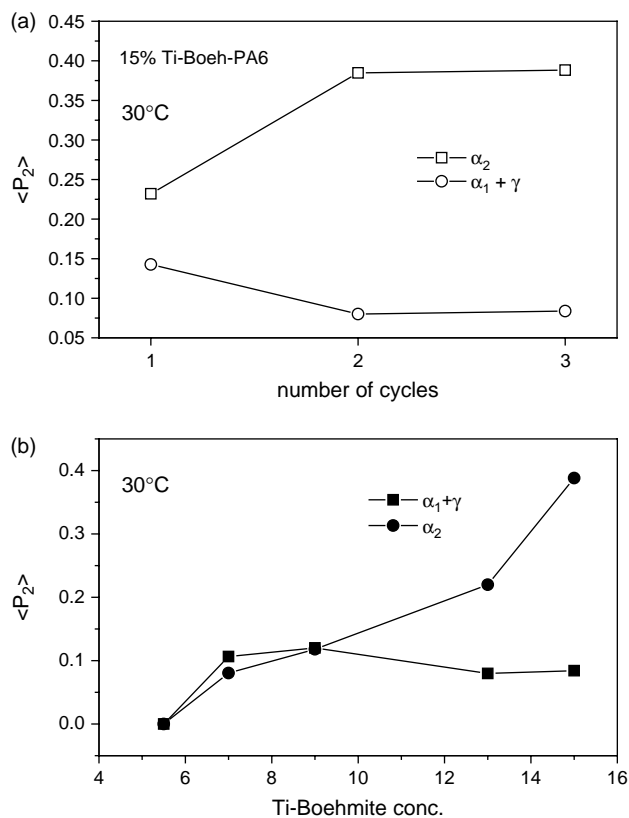 (a)
0.45
0.40
0.35
0.30
0.25
0.20
0.15
0.10
0.05
<P₂>
15% Ti-Boeh-PA6
30°C
α₂
α₁ + γ
1 2 3
number of cycles
(b)
0.4
0.3
0.2
0.1
0.0
<P₂>
30°C
α₁+γ
α₂
4 6 8 10 12 14 16
Ti-Boehmite conc.